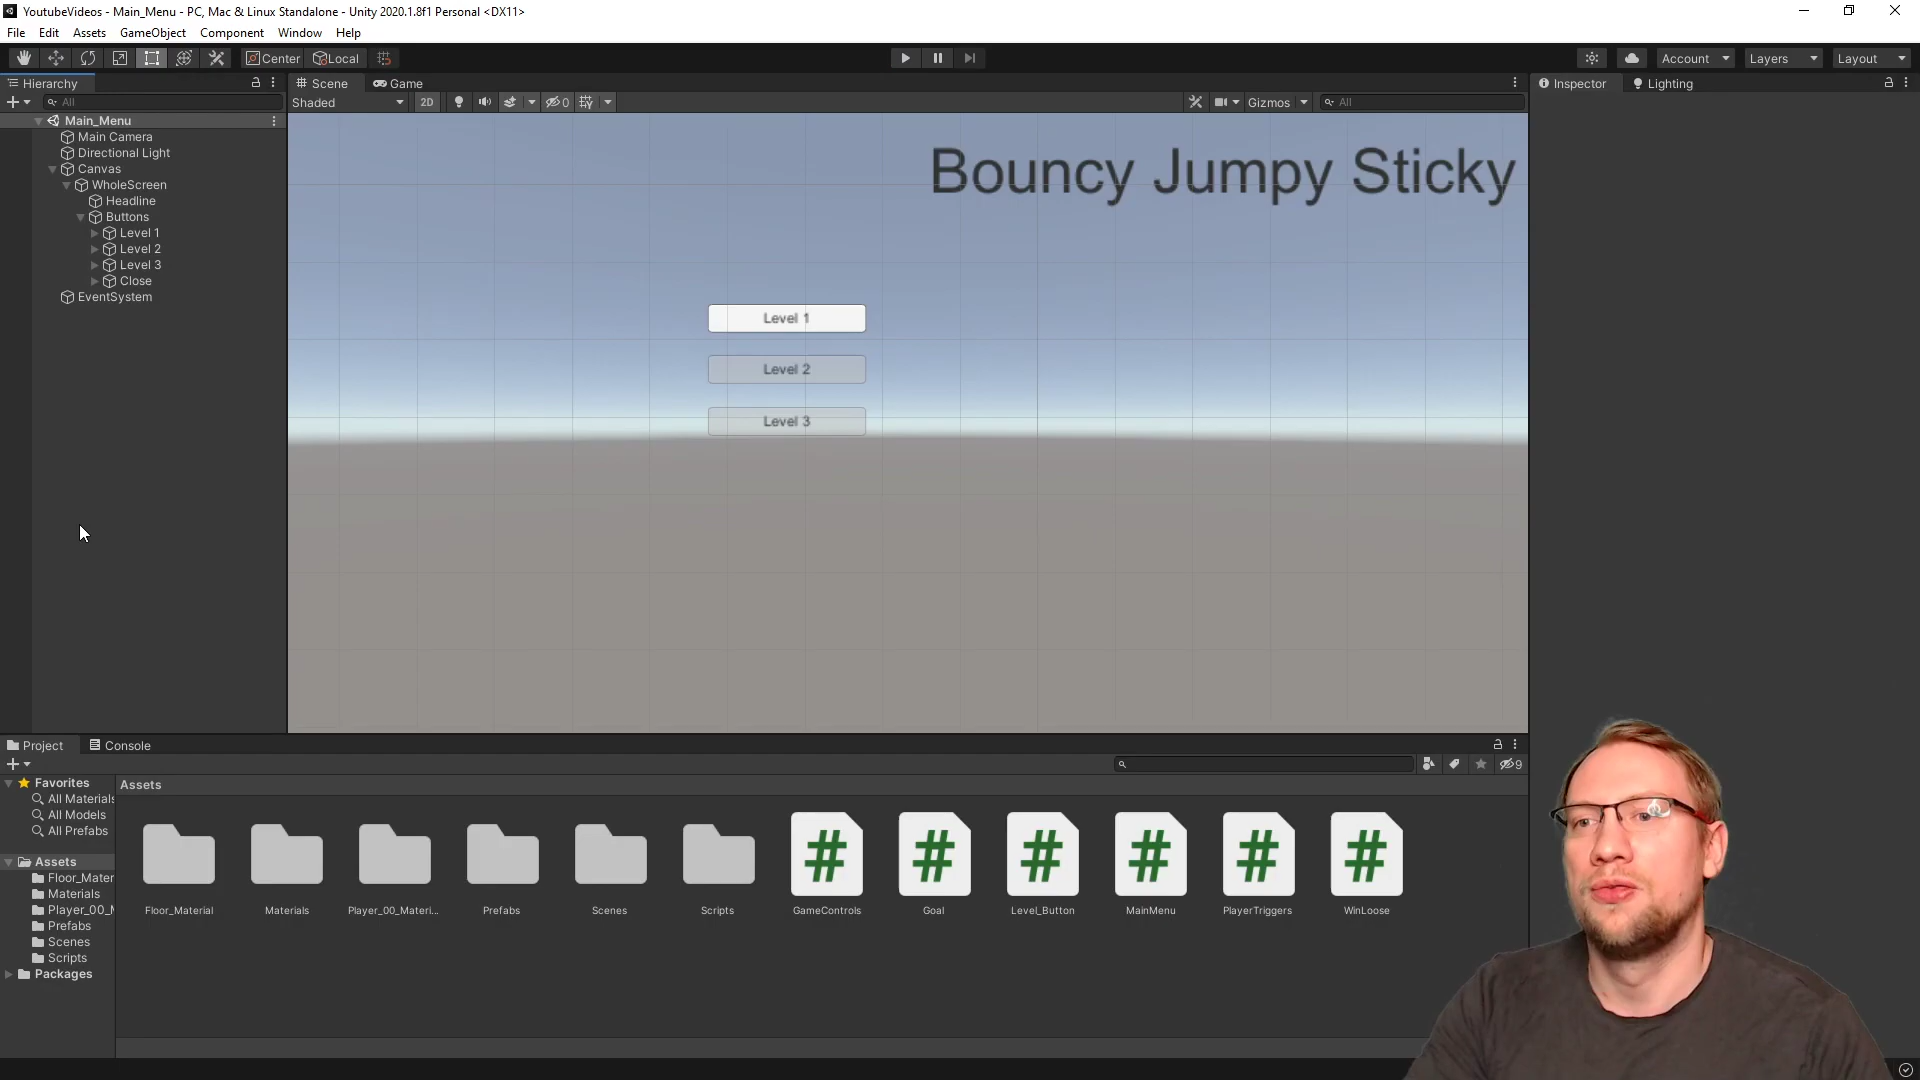 YoutubeVideos - Main_Menu - PC, Mac & Linux Standalone - Unity 2020.1.8f1 Personal <DX11>
File Edit Assets GameObject Component Window Help
Center Local Account Layers Layout
Hierarchy Scene Game Inspector Lighting
All Shaded 2D 0 Gizmos All
Main_Menu
Main Camera
Directional Light
Canvas
WholeScreen
Headline
Buttons
Level 1
Level 2
Level 3
Close
EventSystem
Bouncy Jumpy Sticky
Level 1
Level 2
Level 3
Project Console
9
Favorites
All Materials
All Models
All Prefabs
Assets
Floor_Mater
Materials
Player_00_M
Prefabs
Scenes
Scripts
Packages
Assets
Floor_Material Materials Player_00_Materi... Prefabs Scenes Scripts GameControls Goal Level_Button MainMenu PlayerTriggers WinLoose